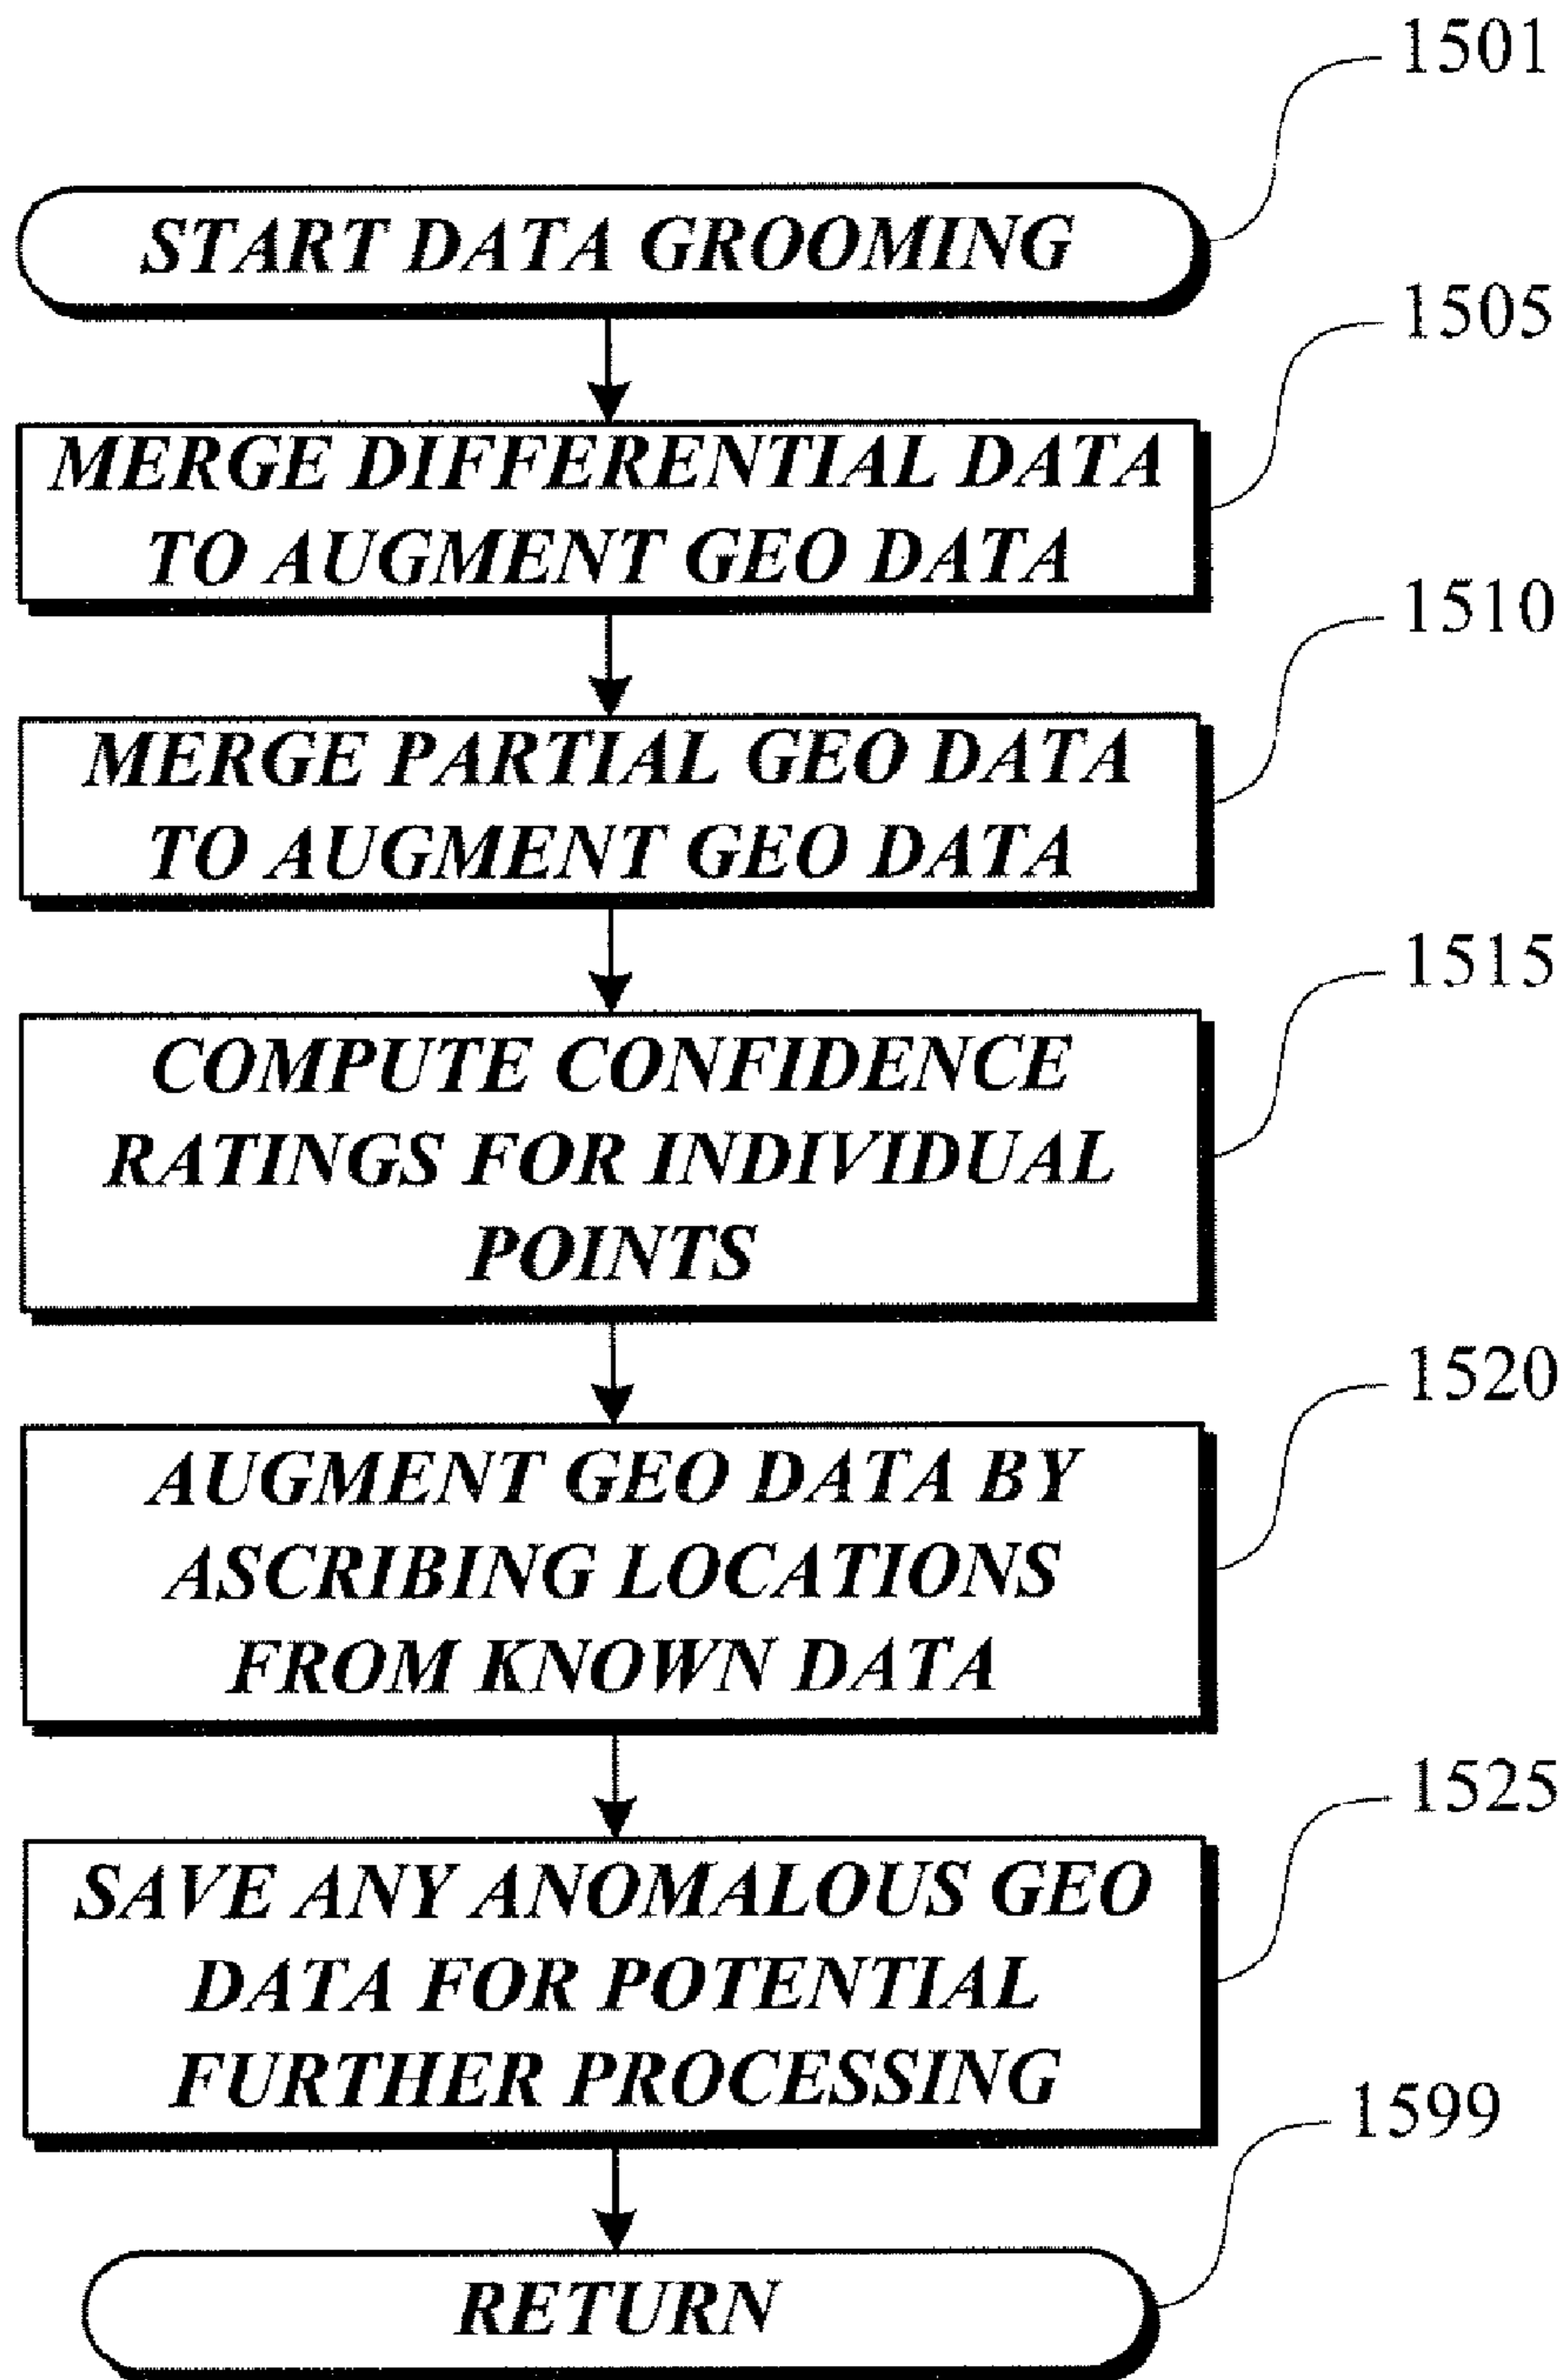 1501
START DATA GROOMING
1505
MERGE DIFFERENTIAL DATA
TO AUGMENT GEO DATA
1510
MERGE PARTIAL GEO DATA
TO AUGMENT GEO DATA
1515
COMPUTE CONFIDENCE
RATINGS FOR INDIVIDUAL
POINTS
1520
AUGMENT GEO DATA BY
ASCRIBING LOCATIONS
FROM KNOWN DATA
1525
SAVE ANY ANOMALOUS GEO
DATA FOR POTENTIAL
FURTHER PROCESSING
1599
RETURN